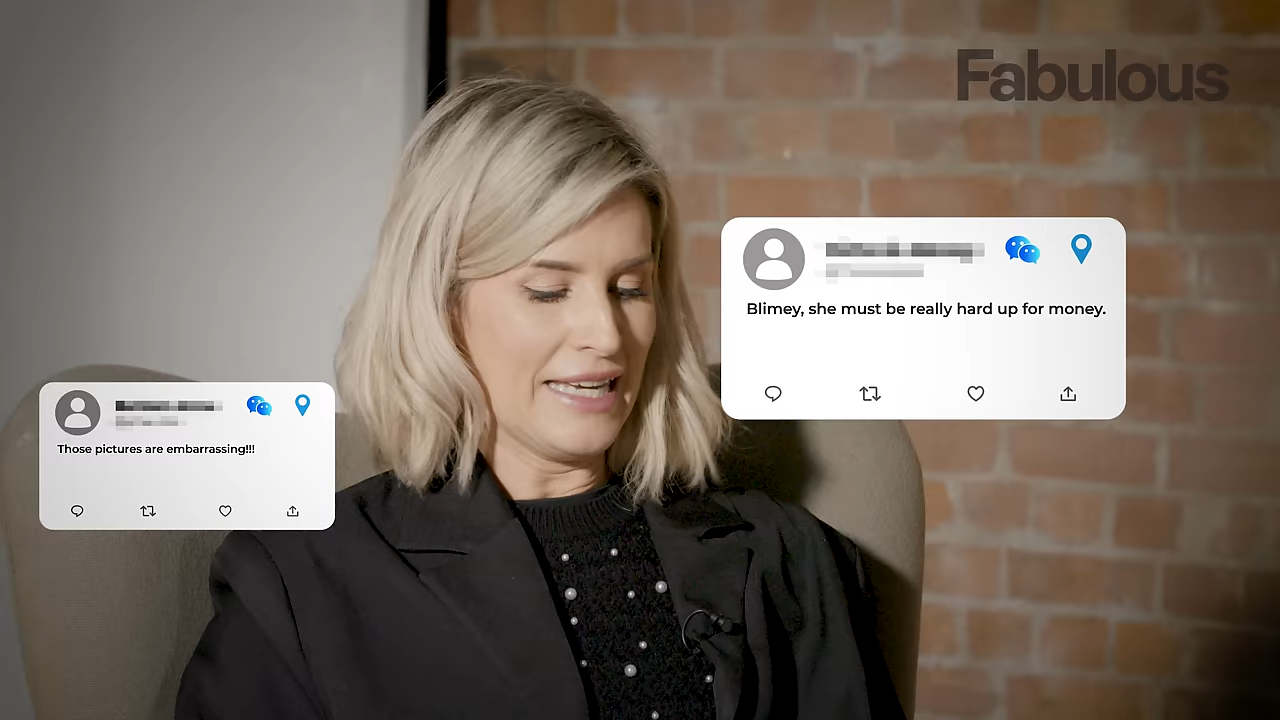 Fabulous
Blimey, she must be really hard up for money.
Those pictures are embarrassing!!!